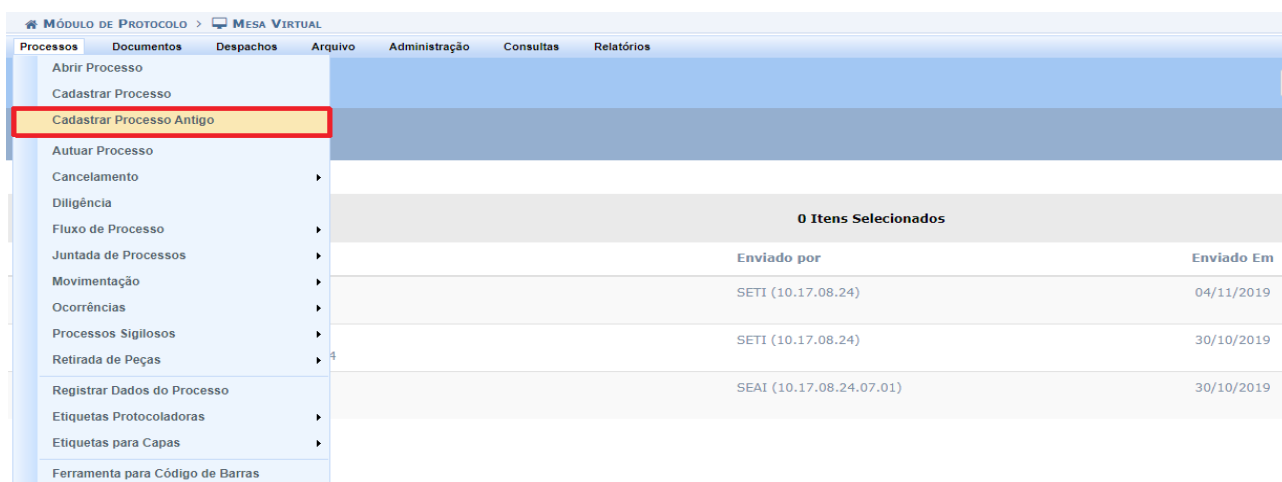 MÓDULO DE PROTOCOLO > MESA VIRTUAL
Processos Documentos Despachos Arquivo Administração Consultas Relatórios
Abrir Processo
Cadastrar Processo
Cadastrar Processo Antigo
Autuar Processo
Cancelamento
Diligência
Fluxo de Processo
Juntada de Processos
Movimentação
Ocorrências
Processos Sigilosos
Retirada de Peças
Registrar Dados do Processo
Etiquetas Protocoladoras
Etiquetas para Capas
Ferramenta para Código de Barras
0 Itens Selecionados
Enviado por Enviado Em
SETI (10.17.08.24) 04/11/2019
SETI (10.17.08.24) 30/10/2019
4
SEAI (10.17.08.24.07.01) 30/10/2019